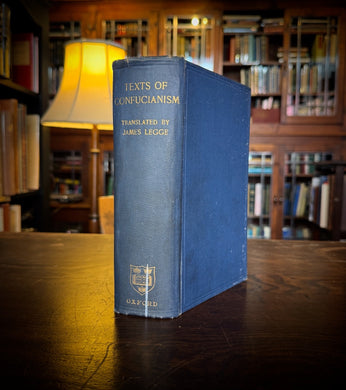 TEXTS OF
CONFUCIANISM
TRANSLATED BY
JAMES LEGGE
OXFORD